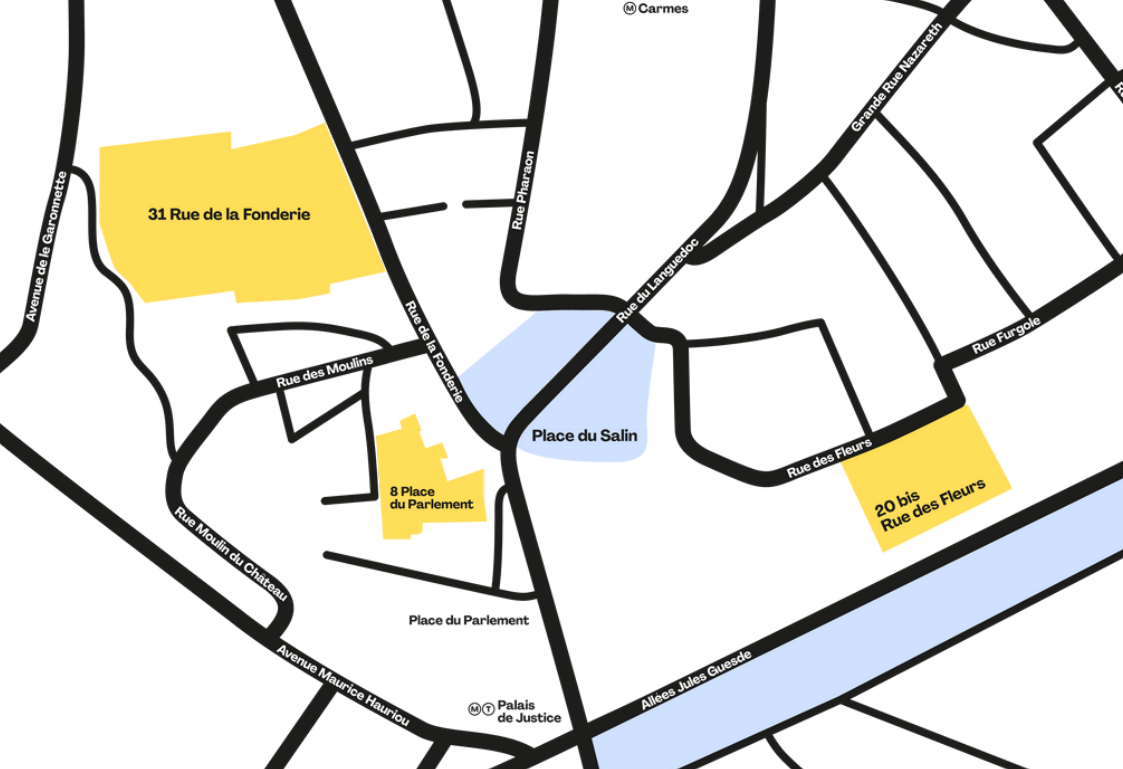 M Carmes
Grande Rue Nazareth
Avenue de le Garonnette
31 Rue de la Fonderie
Rue Pharaon
Rue du Languedoc
Rue de la Fonderie
Rue Furgole
Rue des Moulins
Place du Salin
Rue des Fleurs
8 Place
du Parlement
20 bis
Rue des Fleurs
Rue Moulin du Château
Place du Parlement
Avenue Maurice Hauriou
Allées Jules Guesde
M T Palais
de Justice